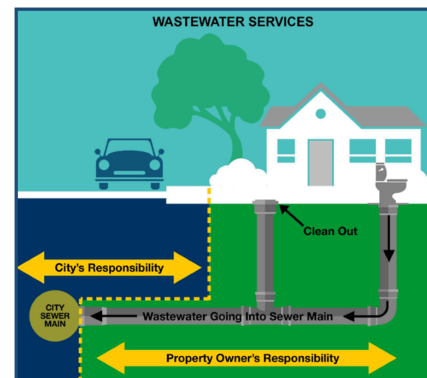 WASTEWATER SERVICES
Clean Out
City's Responsibility
CITY
SEWER
MAIN
Wastewater Going Into Sewer Main
Property Owner's Responsibility